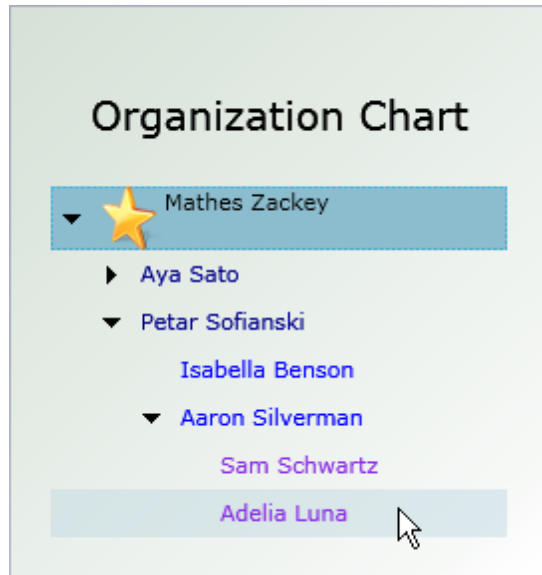 Organization Chart
Mathes Zackey
Aya Sato
Petar Sofianski
Isabella Benson
Aaron Silverman
Sam Schwartz
Adelia Luna